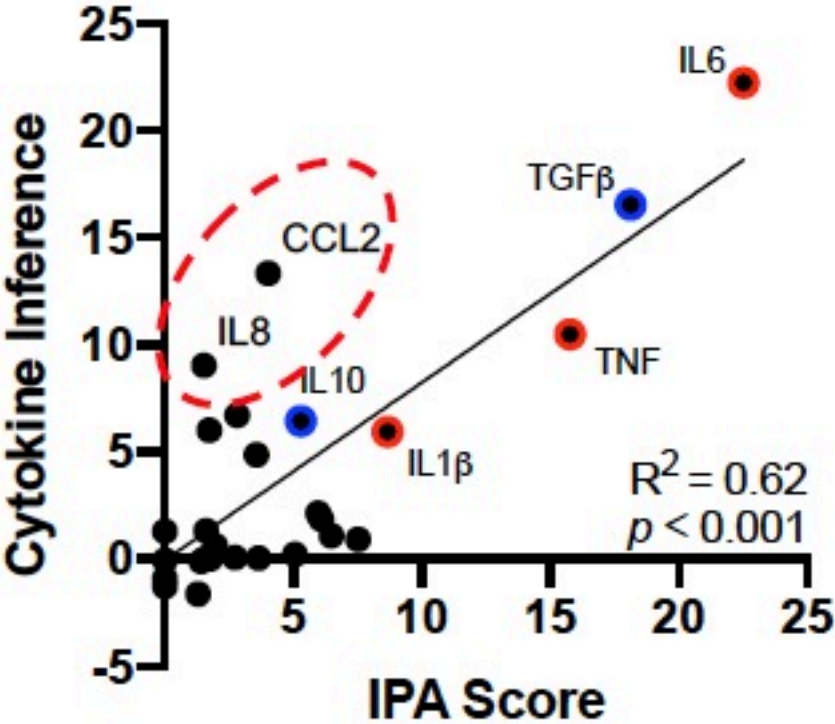 25
20
15
10
5
0
-5
Cytokine Inference
IL6
TGFβ
CCL2
IL8
TNF
IL10
IL1β
R² = 0.62
p < 0.001
5 10 15 20 25
IPA Score